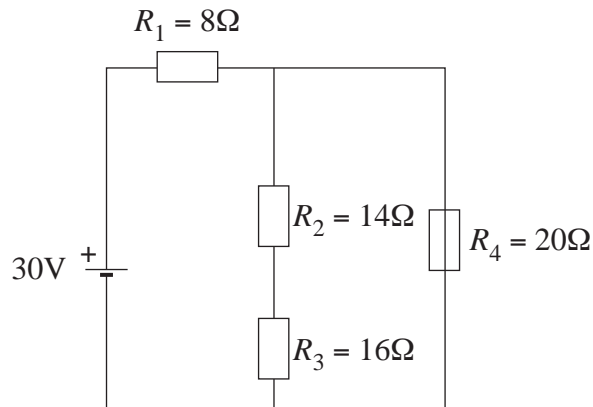 R₁ = 8Ω
R₂ = 14Ω
+
30V
R₄ = 20Ω
R₃ = 16Ω